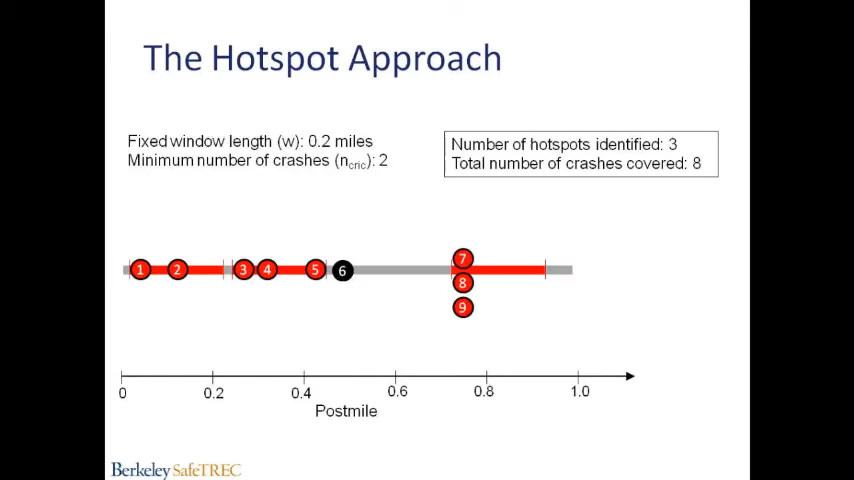 The Hotspot Approach
Fixed window length (w): 0.2 miles
Minimum number of crashes (ncric): 2
Number of hotspots identified: 3
Total number of crashes covered: 8
1 2 3 4 5 6 7
8
9
0 0.2 0.4 0.6 0.8 1.0
Postmile
Berkeley SafeTREC